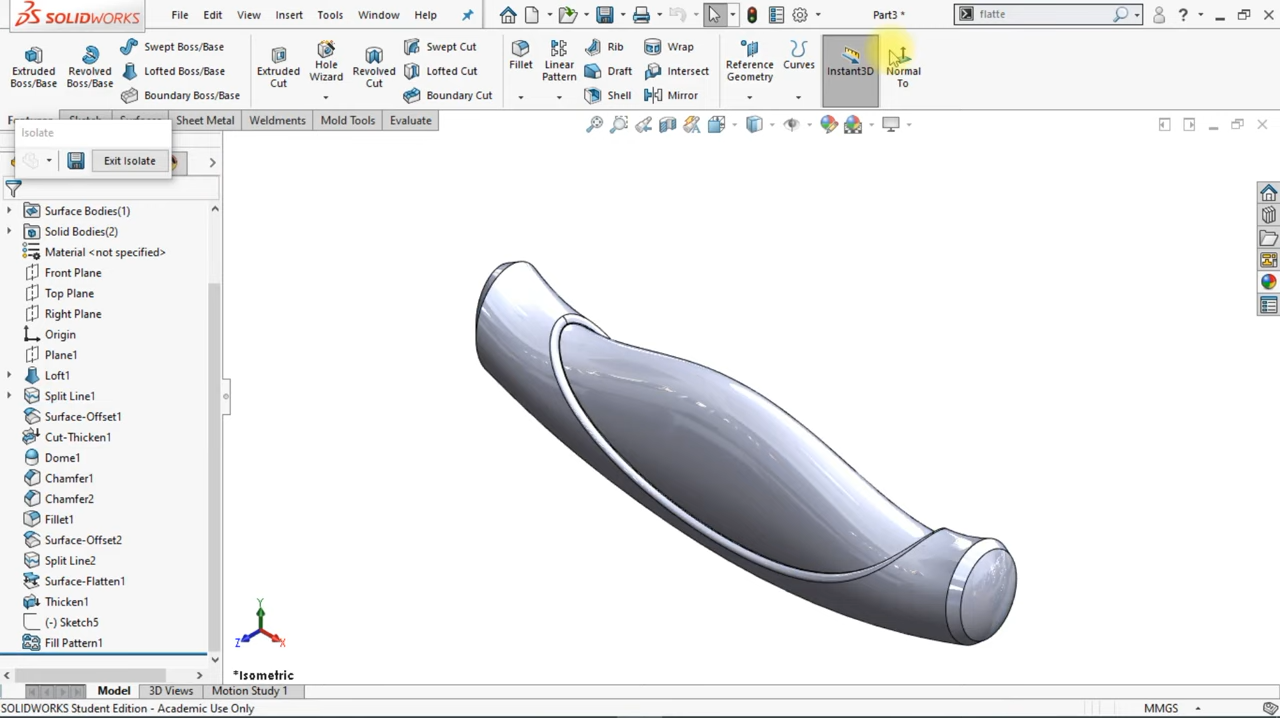 SOLIDWORKS File Edit View Insert Tools Window Help Part3 * flatte
Extruded Boss/Base
Revolved Boss/Base
Swept Boss/Base
Lofted Boss/Base
Boundary Boss/Base
Extruded Cut
Hole Wizard
Revolved Cut
Swept Cut
Lofted Cut
Boundary Cut
Fillet
Linear Pattern
Rib
Draft
Shell
Wrap
Intersect
Mirror
Reference Geometry
Curves
Instant3D
Normal To
Sheet Metal Weldments Mold Tools Evaluate
Isolate
Exit Isolate
Surface Bodies(1)
Solid Bodies(2)
Material <not specified>
Front Plane
Top Plane
Right Plane
Origin
Plane1
Loft1
Split Line1
Surface-Offset1
Cut-Thicken1
Dome1
Chamfer1
Chamfer2
Fillet1
Surface-Offset2
Split Line2
Surface-Flatten1
Thicken1
(-) Sketch5
Fill Pattern1
Y
Z
X
*Isometric
Model 3D Views Motion Study 1
SOLIDWORKS Student Edition - Academic Use Only MMGS